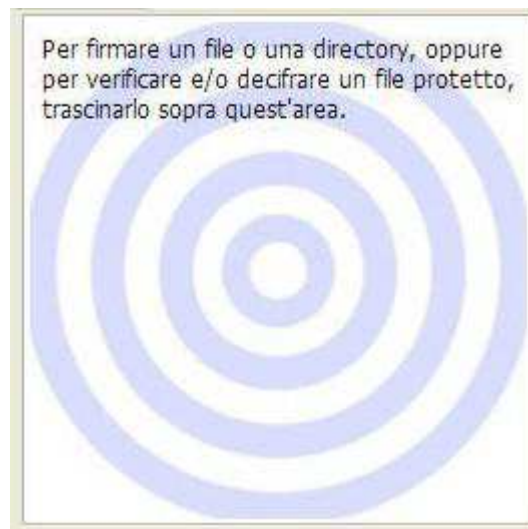 Per firmare un file o una directory, oppure
per verificare e/o decifrare un file protetto,
trascinarlo sopra quest'area.